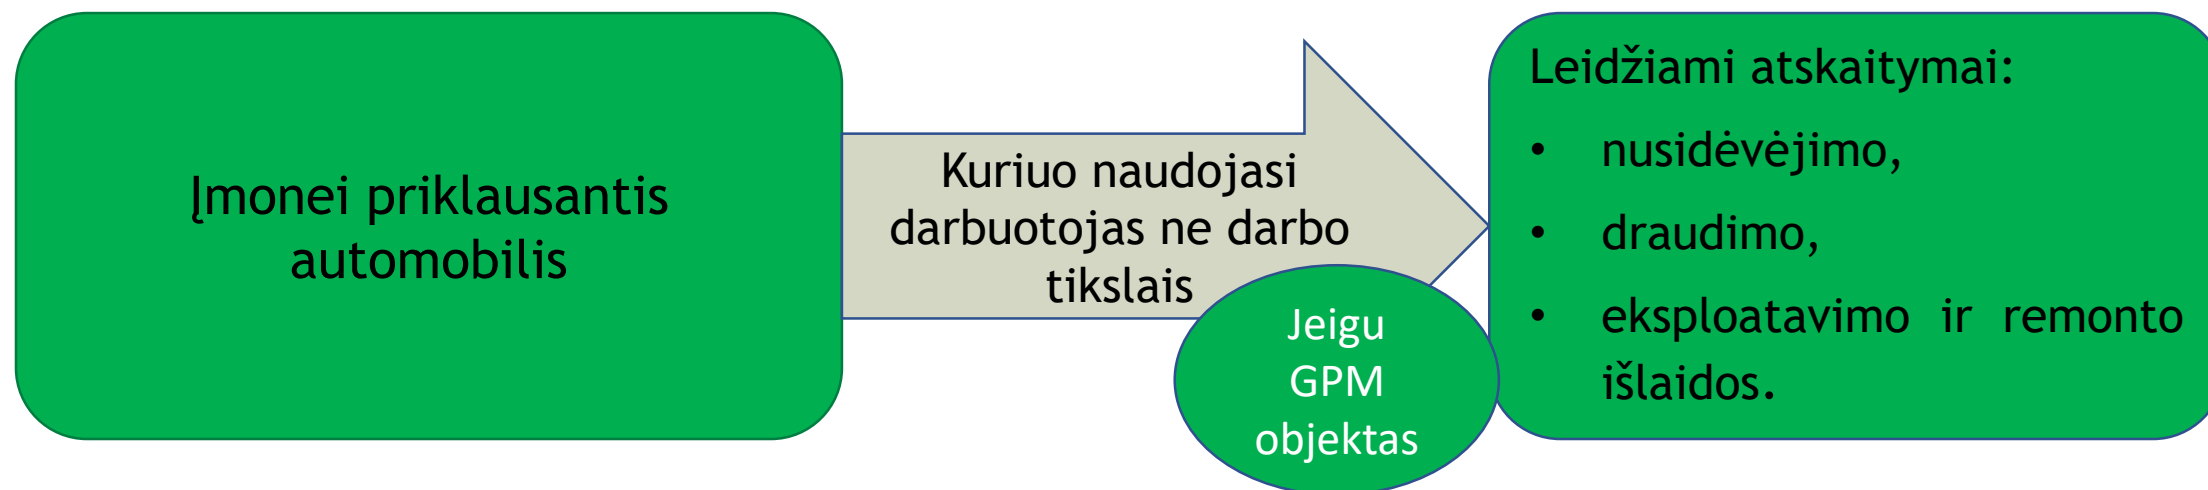 Įmonei priklausantis
automobilis
Kuriuo naudojasi
darbuotojas ne darbo
tikslais
Jeigu
GPM
objektas
Leidžiami atskaitymai:
• nusidėvėjimo,
• draudimo,
• eksploatavimo ir remonto
išlaidos.